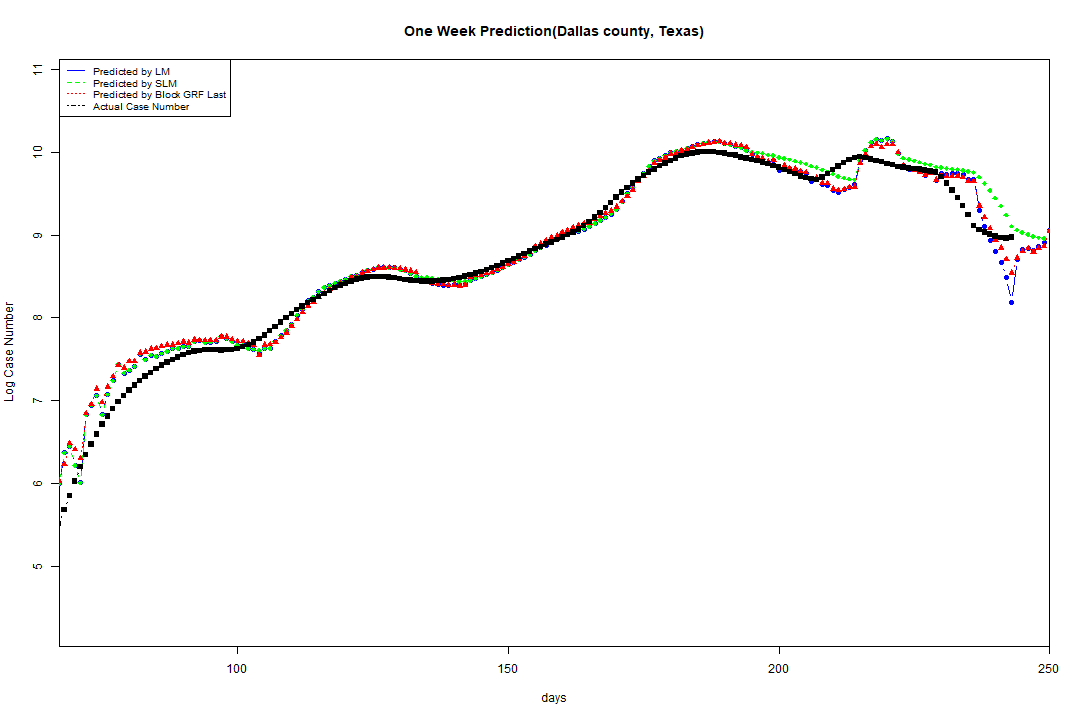 One Week Prediction(Dallas county, Texas)
Predicted by LM
Predicted by SLM
Predicted by Block GRF Last
Actual Case Number
11
10
9
8
7
6
5
Log Case Number
100 150 200 250
days